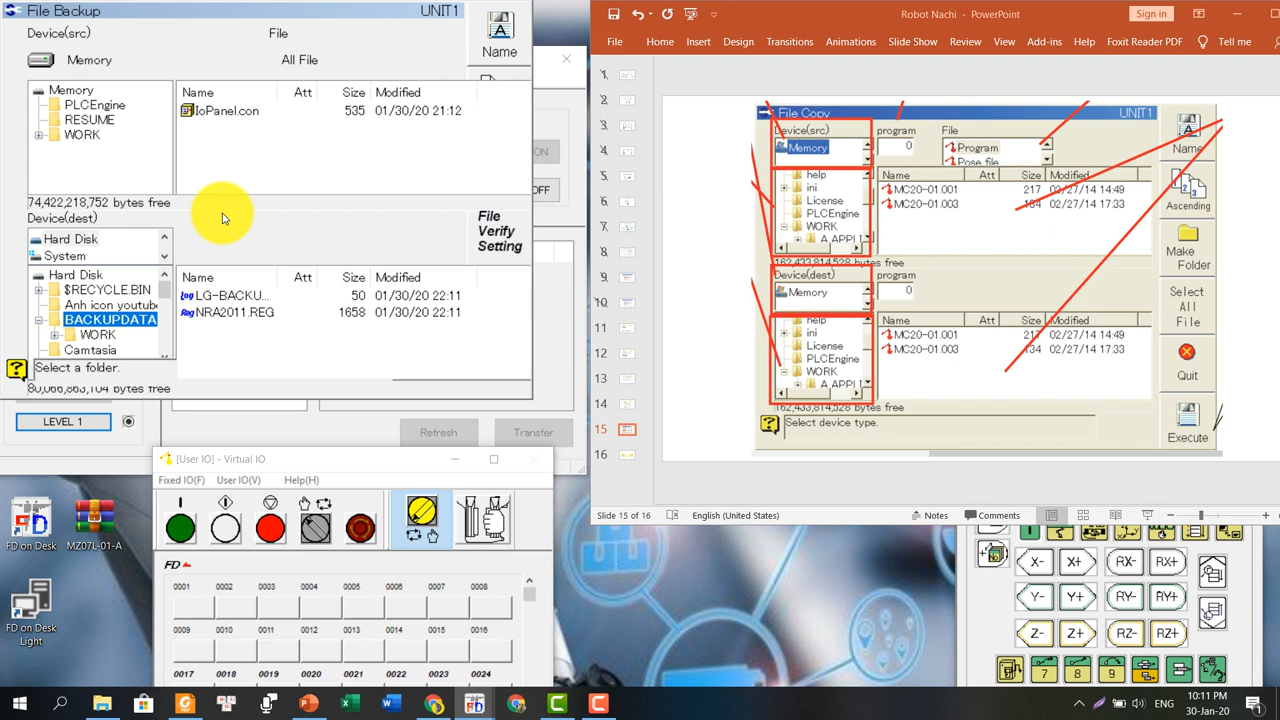 File Backup UNIT1
Device(src) File
Memory All File
Name
Memory
PLCEngine
RESUME
WORK
Name Att Size Modified
IoPanel.con 535 01/30/20 21:12
74,422,218,752 bytes free
Device(dest)
Hard Disk
System
File
Verify
Setting
Hard Disk
$RECYCLE.BIN
Anh icon youtube
BACKUPDATA
WORK
Camtasia
Name Att Size Modified
LG-BACKU... 50 01/30/20 22:11
NRA2011.REG 1658 01/30/20 22:11
Select a folder.
80,066,863,104 bytes free
ON
OFF
LEVEL 1
Refresh Transfer
Robot Nachi - PowerPoint
Sign in
File Home Insert Design Transitions Animations Slide Show Review View Add-ins Help Foxit Reader PDF Tell me
1
2
3
4
5
6
7
8
9
10
11
12
13
14
15
16
File Copy UNIT1
Device(src) program File
Memory 0 Program
Pose file
Name
help
ini
License
PLCEngine
WORK
A APPL
Name Att Size Modified
MC20-01.001 217 02/27/14 14:49
MC20-01.003 02/27/14 17:33
Ascending
Make
Folder
162,433,814,528 bytes free
Device(dest) program
Memory 0
Select
All
File
help
ini
License
PLCEngine
WORK
A APPL
Name Att Size Modified
MC20-01.001 02/27/14 14:49
MC20-01.003 02/27/14 17:33
Quit
162,433,814,528 bytes free
Select device type.
Execute
Slide 15 of 16 English (United States) Notes Comments
[User IO] - Virtual IO
Fixed IO(F) User IO(V) Help(H)
FD
0001 0002 0003 0004 0005 0006 0007 0008
0009 0010 0011 0012 0013 0014 0015 0016
0017 0018 0019 0020 0021 0022 0023 0024
FD on Desk
MZ07L-01-A
FD on Desk
Light
X- X+ RX- RX+
Y- Y+ RY- RY+
Z- Z+ RZ- RZ+
7 8 9
10:11 PM
30-Jan-20